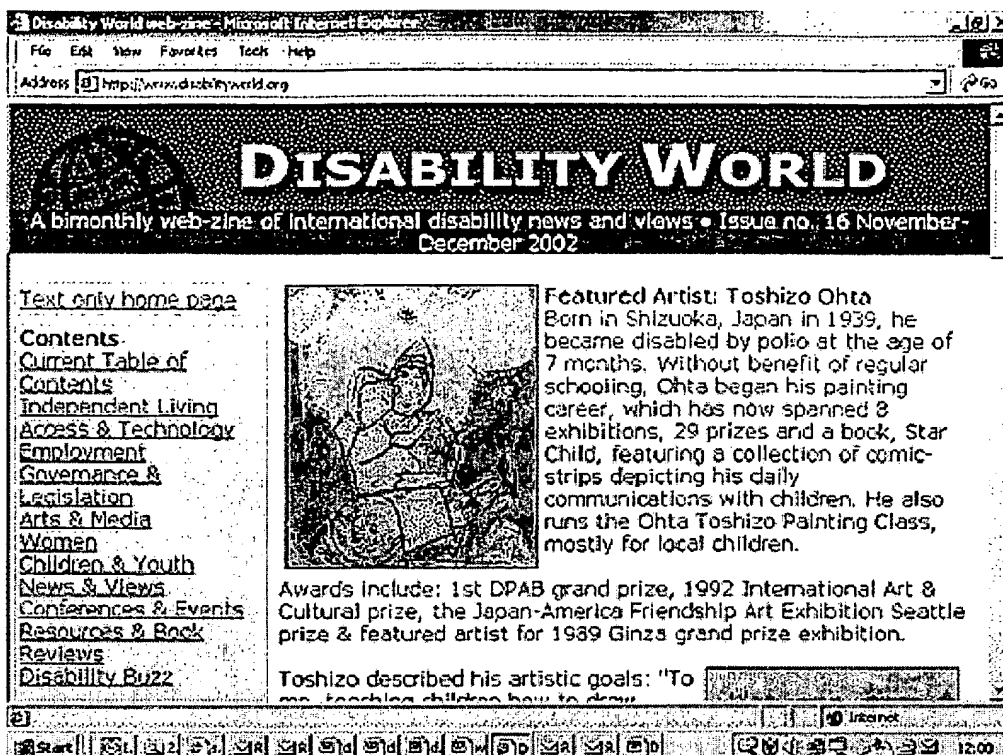 Disability World web-zine - Microsoft Internet Explorer
File Edit View Favorites Tools Help
Address http://www.disabilityworld.org Go
DISABILITY WORLD
A bimonthly web-zine of international disability news and views • Issue no. 16 November-
December 2002
Text only home page
Contents
Current Table of
Contents
Independent Living
Access & Technology
Employment
Governance &
Legislation
Arts & Media
Women
Children & Youth
News & Views
Conferences & Events
Resources & Book
Reviews
Disability Buzz
Featured Artist: Toshizo Ohta
Born in Shizuoka, Japan in 1939, he
became disabled by polio at the age of
7 months. Without benefit of regular
schooling, Ohta began his painting
career, which has now spanned 8
exhibitions, 29 prizes and a book, Star
Child, featuring a collection of comic-
strips depicting his daily
communications with children. He also
runs the Ohta Toshizo Painting Class,
mostly for local children.
Awards include: 1st DPAB grand prize, 1992 International Art &
Cultural prize, the Japan-America Friendship Art Exhibition Seattle
prize & featured artist for 1989 Ginza grand prize exhibition.
Toshizo described his artistic goals: "To
me, teaching children how to draw
Internet
Start